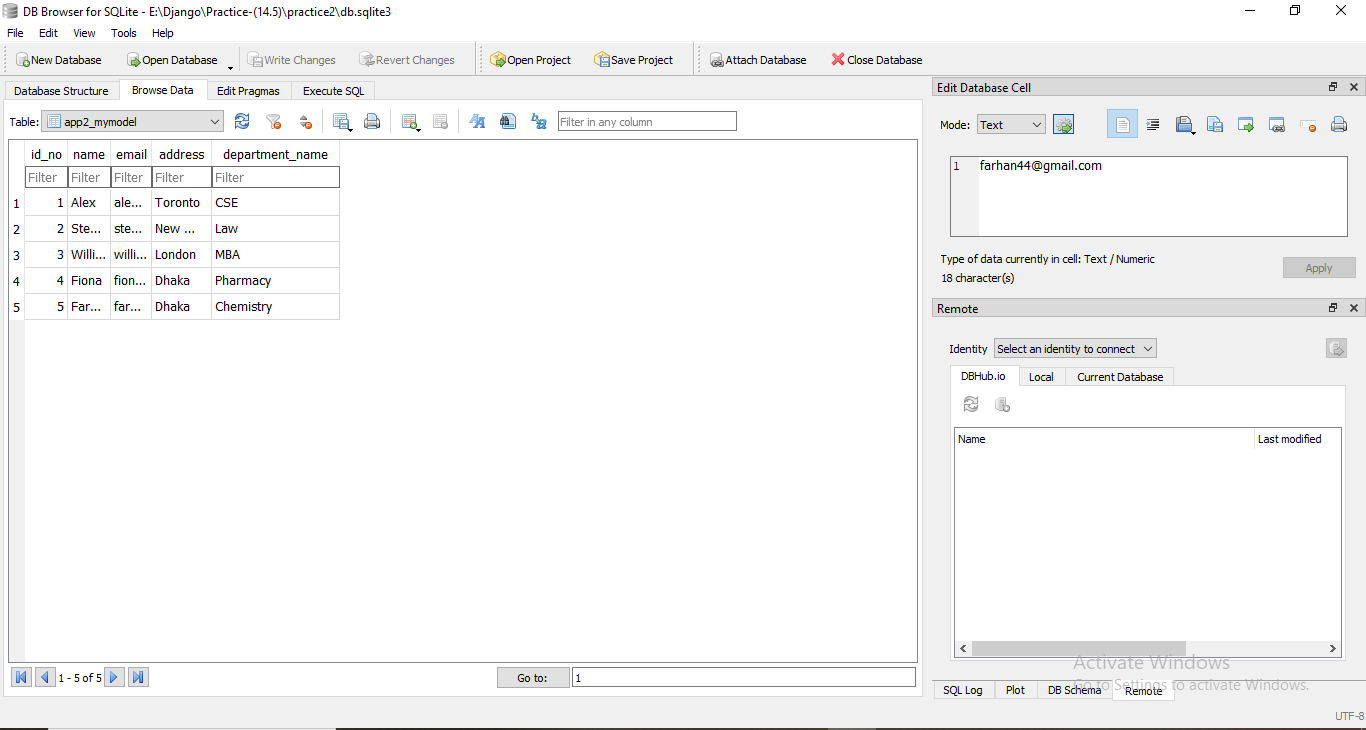 DB Browser for SQLite - E:\Django\Practice-(14.5)\practice2\db.sqlite3
File Edit View Tools Help
New Database Open Database Write Changes Revert Changes Open Project Save Project Attach Database Close Database
Database Structure Browse Data Edit Pragmas Execute SQL
Table: app2_mymodel Filter in any column
id_no name email address department_name
Filter Filter Filter Filter Filter
1 1 Alex ale... Toronto CSE
2 2 Ste... ste... New ... Law
3 3 Willi... willi... London MBA
4 4 Fiona fion... Dhaka Pharmacy
5 5 Far... far... Dhaka Chemistry
1 - 5 of 5 Go to: 1
Edit Database Cell
Mode: Text
1 farhan44@gmail.com
Type of data currently in cell: Text / Numeric
18 character(s)
Apply
Remote
Identity Select an identity to connect
DBHub.io Local Current Database
Name Last modified
Activate Windows
Go to Settings to activate Windows.
SQL Log Plot DB Schema Remote
UTF-8